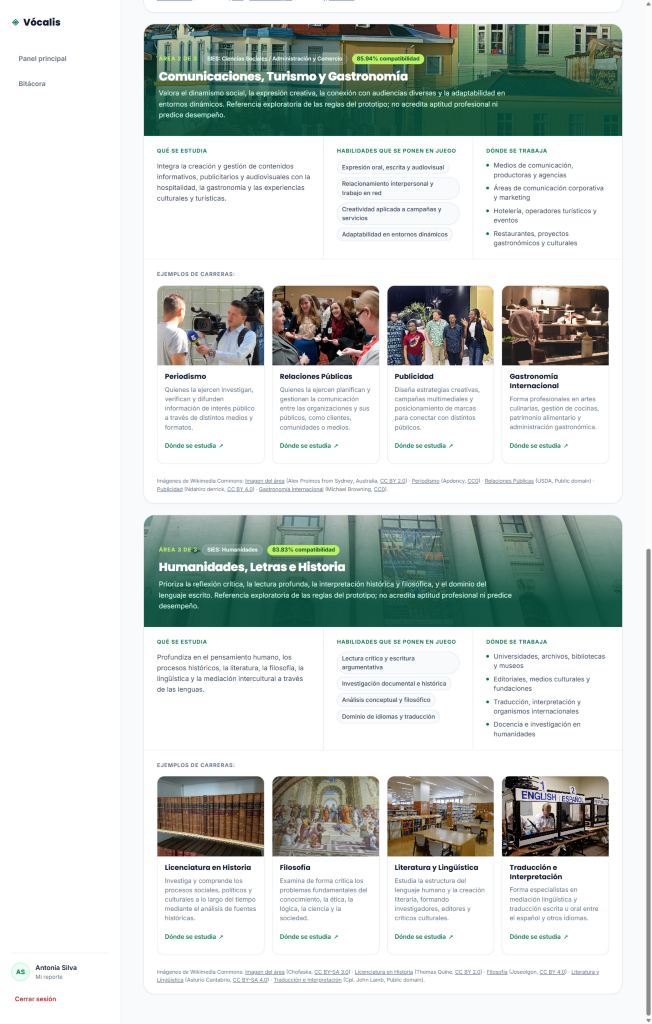 Vócalis
Panel principal
Bitácora
ÁREA 2 DE 3 SIES: Ciencias Sociales / Administración y Comercio 85.94% compatibilidad
Comunicaciones, Turismo y Gastronomía
Valora el dinamismo social, la expresión creativa, la conexión con audiencias diversas y la adaptabilidad en
entornos dinámicos. Referencia exploratoria de las reglas del prototipo; no acredita aptitud profesional ni
predice desempeño.
QUÉ SE ESTUDIA
Integra la creación y gestión de contenidos
informativos, publicitarios y audiovisuales con la
hospitalidad, la gastronomía y las experiencias
culturales y turísticas.
HABILIDADES QUE SE PONEN EN JUEGO
Expresión oral, escrita y audiovisual
Relacionamiento interpersonal y
trabajo en red
Creatividad aplicada a campañas y
servicios
Adaptabilidad en entornos dinámicos
DÓNDE SE TRABAJA
Medios de comunicación,
productoras y agencias
Áreas de comunicación corporativa
y marketing
Hotelería, operadores turísticos y
eventos
Restaurantes, proyectos
gastronómicos y culturales
EJEMPLOS DE CARRERAS:
Periodismo
Quienes la ejercen investigan,
verifican y difunden
información de interés público
a través de distintos medios y
formatos.
Dónde se estudia ↗
Relaciones Públicas
Quienes la ejercen planifican y
gestionan la comunicación
entre las organizaciones y sus
públicos, como clientes,
comunidades o medios.
Dónde se estudia ↗
Publicidad
Diseña estrategias creativas,
campañas multimediales y
posicionamiento de marcas
para conectar con distintos
públicos.
Dónde se estudia ↗
Gastronomía
Internacional
Forma profesionales en artes
culinarias, gestión de cocinas,
patrimonio alimentario y
administración gastronómica.
Dónde se estudia ↗
Imágenes de Wikimedia Commons: Imagen del área (Alex Proimos from Sydney, Australia, CC BY 2.0) · Periodismo (Apdency, CC0) · Relaciones Públicas (USDA, Public domain) ·
Publicidad (Ndahiro derrick, CC BY 4.0) · Gastronomía Internacional (Michael Browning, CC0).
ÁREA 3 DE 3 SIES: Humanidades 83.83% compatibilidad
Humanidades, Letras e Historia
Prioriza la reflexión crítica, la lectura profunda, la interpretación histórica y filosófica, y el dominio del
lenguaje escrito. Referencia exploratoria de las reglas del prototipo; no acredita aptitud profesional ni predice
desempeño.
QUÉ SE ESTUDIA
Profundiza en el pensamiento humano, los
procesos históricos, la literatura, la filosofía, la
lingüística y la mediación intercultural a través
de las lenguas.
HABILIDADES QUE SE PONEN EN JUEGO
Lectura crítica y escritura
argumentativa
Investigación documental e histórica
Análisis conceptual y filosófico
Dominio de idiomas y traducción
DÓNDE SE TRABAJA
Universidades, archivos, bibliotecas
y museos
Editoriales, medios culturales y
fundaciones
Traducción, interpretación y
organismos internacionales
Docencia e investigación en
humanidades
EJEMPLOS DE CARRERAS:
Licenciatura en Historia
Investiga y comprende los
procesos sociales, políticos y
culturales a lo largo del tiempo
mediante el análisis de fuentes
históricas.
Dónde se estudia ↗
Filosofía
Examina de forma crítica los
problemas fundamentales del
conocimiento, la ética, la
lógica, la ciencia y la
sociedad.
Dónde se estudia ↗
Literatura y Lingüística
Estudia la estructura del
lenguaje humano y la creación
literaria, formando
investigadores, editores y
críticos culturales.
Dónde se estudia ↗
ENGLISH ESPAÑOL
Traducción e
Interpretación
Forma especialistas en
mediación lingüística y
traducción escrita u oral entre
el español y otros idiomas.
Dónde se estudia ↗
Imágenes de Wikimedia Commons: Imagen del área (Chofaska, CC BY-SA 3.0) · Licenciatura en Historia (Thomas Quine, CC BY 2.0) · Filosofía (Joseolgon, CC BY 4.0) · Literatura y
Lingüística (Asturio Cantabrio, CC BY-SA 4.0) · Traducción e Interpretación (Cpl. John Lamb, Public domain).
AS
Antonia Silva
Mi reporte
Cerrar sesión